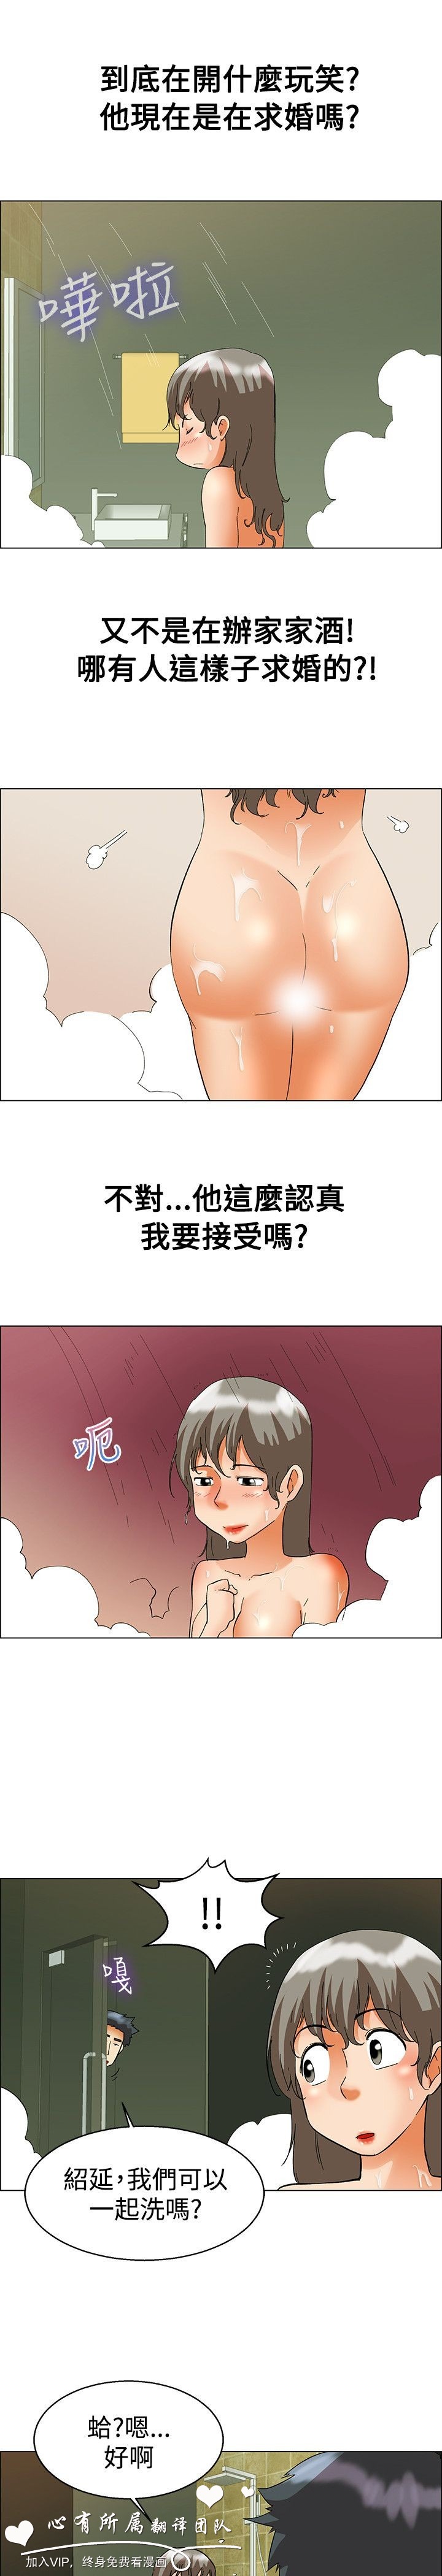 到底在開什麼玩笑?
他現在是在求婚嗎?
嘩啦
又不是在辦家家酒!
哪有人這樣子求婚的?!
不對...他這麼認真
我要接受嗎?
呃
!!
嘎
紹延,我們可以
一起洗嗎?
蛤?嗯...
好啊
心有所属翻译团队
加入VIP，终身免费看漫画